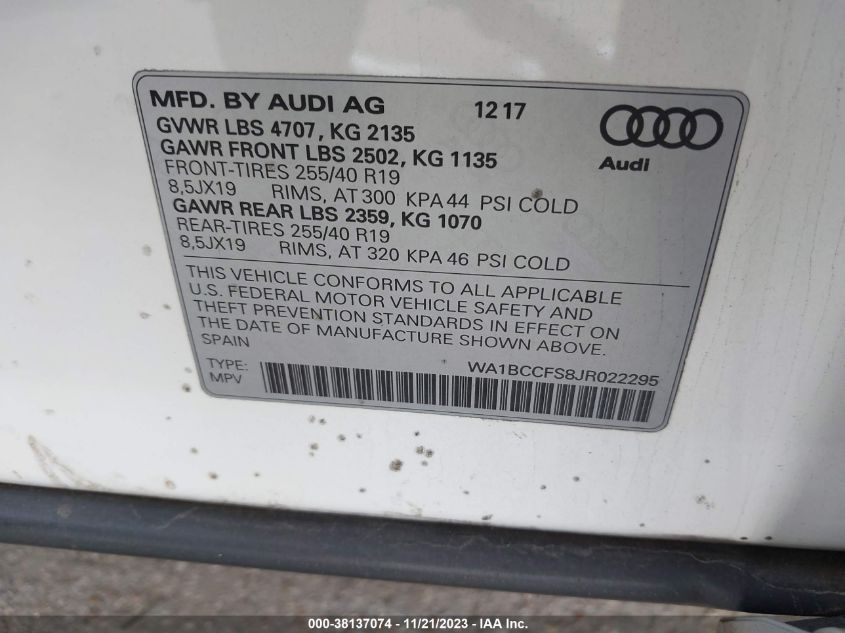 MFD. BY AUDI AG 12 17
GVWR LBS 4707, KG 2135
GAWR FRONT LBS 2502, KG 1135
Audi
FRONT-TIRES 255/40 R19
8,5JX19 RIMS, AT 300 KPA 44 PSI COLD
GAWR REAR LBS 2359, KG 1070
REAR-TIRES 255/40 R19
8,5JX19 RIMS, AT 320 KPA 46 PSI COLD
THIS VEHICLE CONFORMS TO ALL APPLICABLE
U.S. FEDERAL MOTOR VEHICLE SAFETY AND
THEFT PREVENTION STANDARDS IN EFFECT ON
THE DATE OF MANUFACTURE SHOWN ABOVE.
SPAIN
TYPE: WA1BCCFS8JR022295
MPV
000-38137074 - 11/21/2023 - WA Inc.